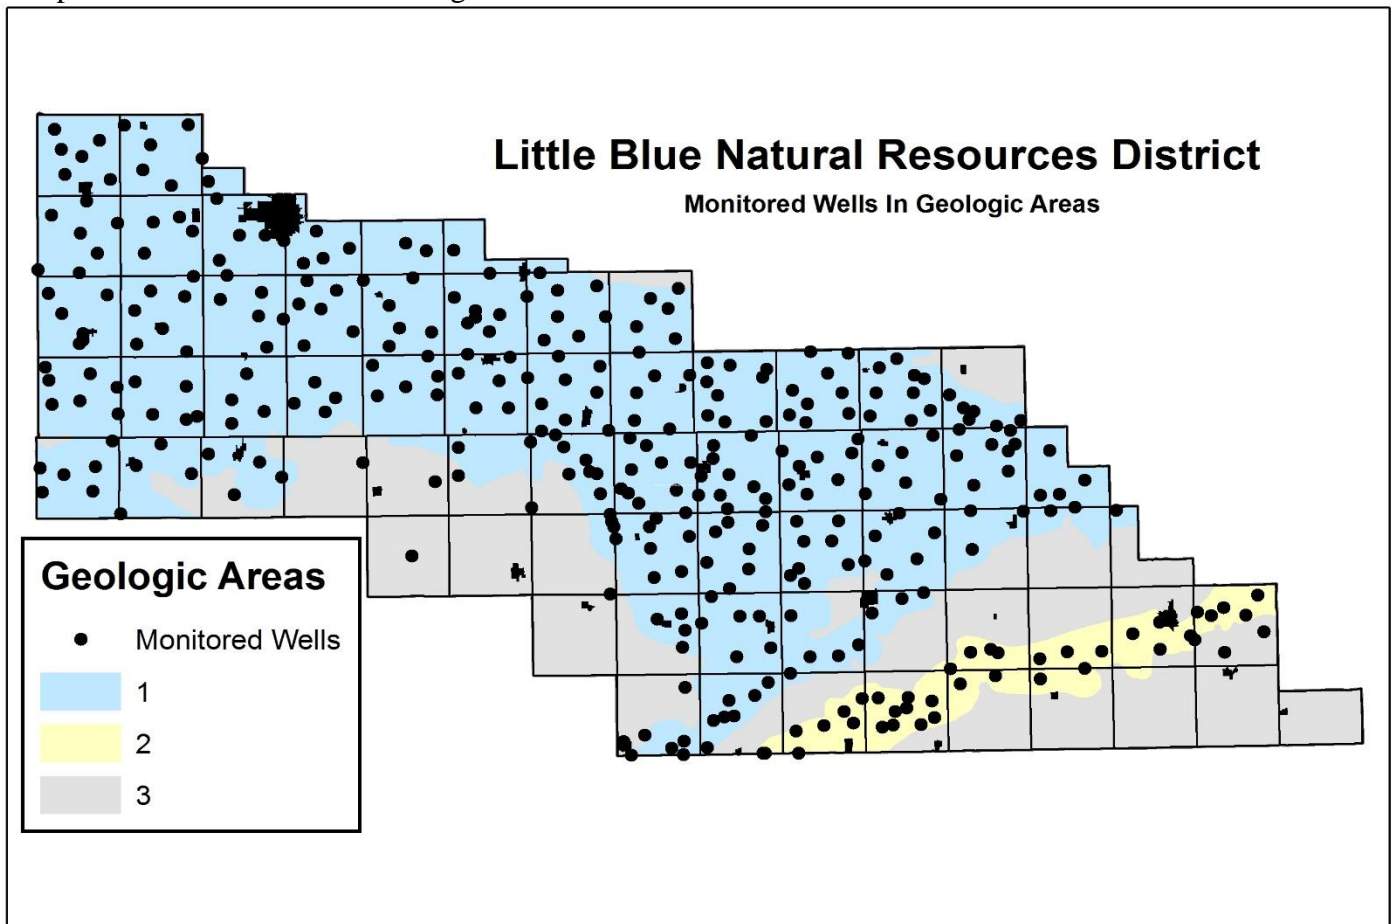 Little Blue Natural Resources District
Monitored Wells In Geologic Areas
Geologic Areas
Monitored Wells
1
2
3